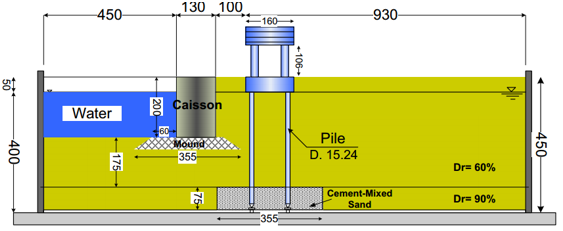 450 130 100 930
160
106
50
Water
Caisson
200
60
Mound
355
Pile
D. 15.24
400
175
450
Dr= 60%
75
Cement-Mixed
Sand
Dr= 90%
355